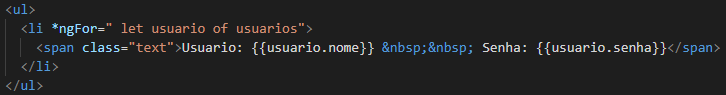 <ul>
<li *ngFor=" let usuario of usuarios">
<span class="text">Usuario: {{usuario.nome}} &nbsp;&nbsp; Senha: {{usuario.senha}}</span>
</li>
</ul>